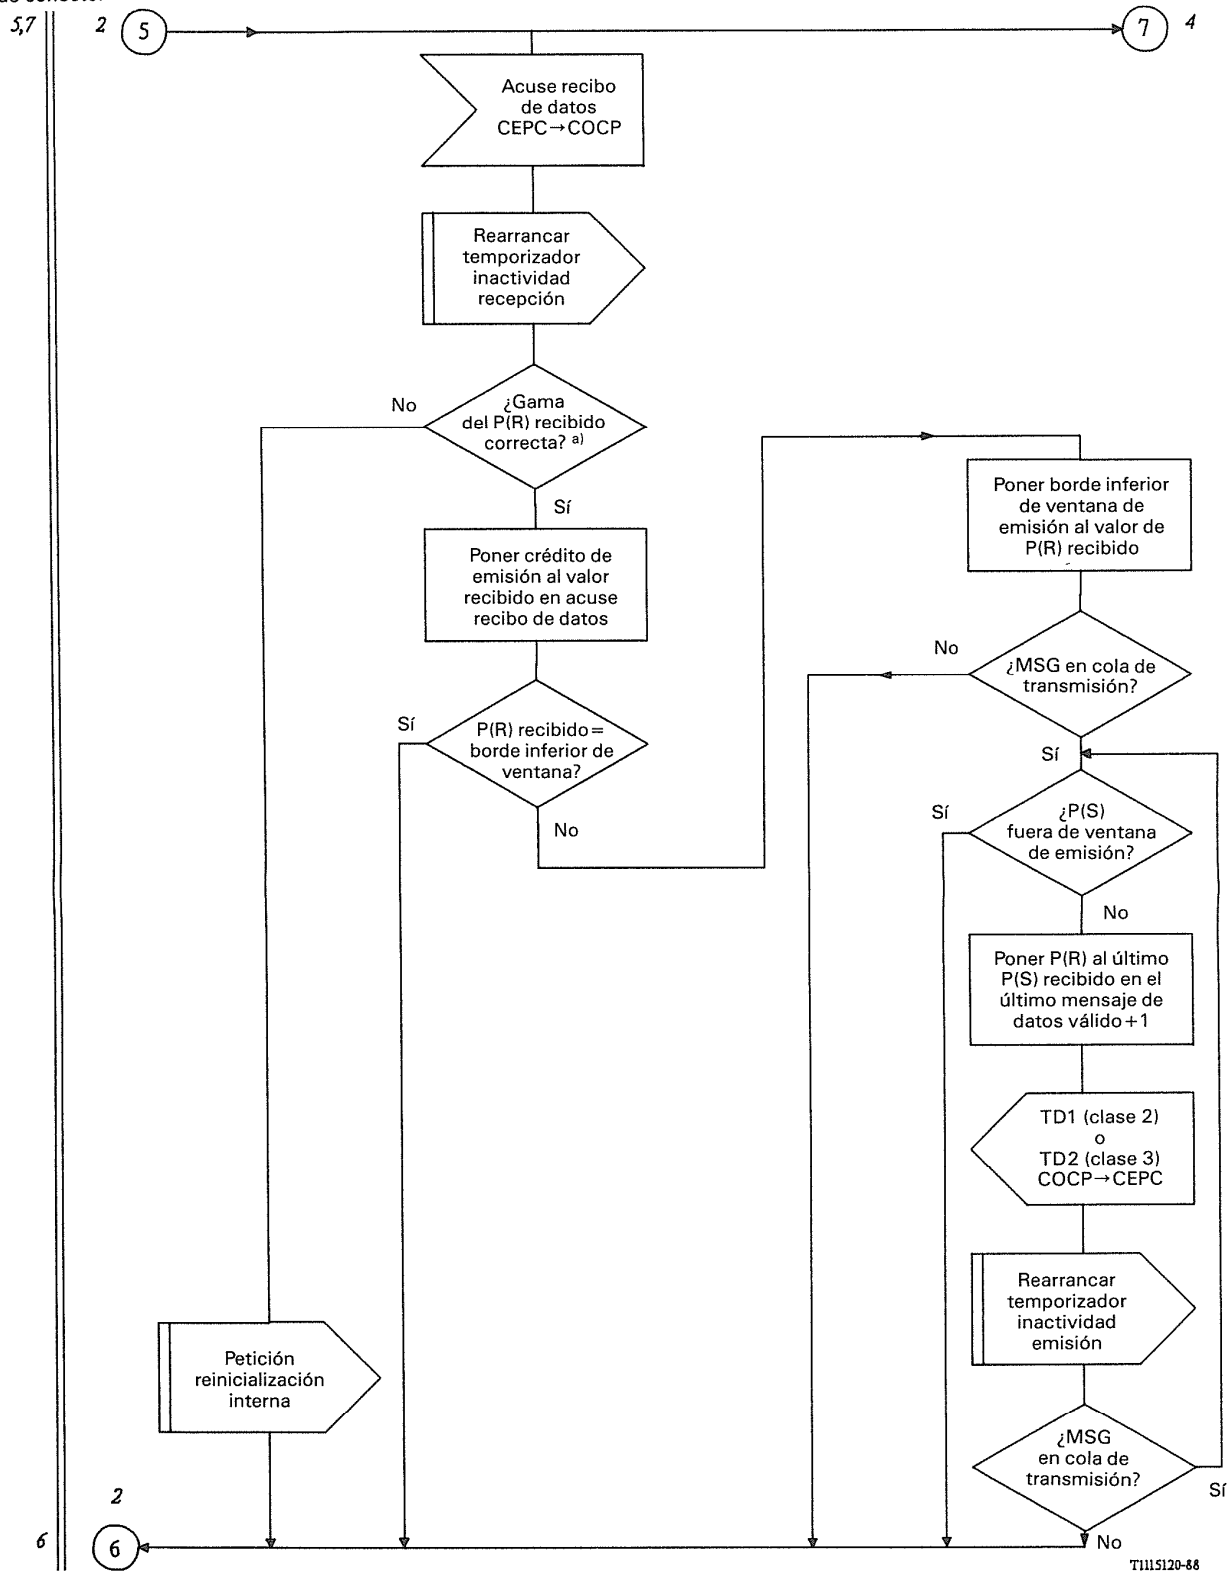 5,7
2
5
7
4
Acuse recibo
de datos
CEPC→COCP
Rearrancar
temporizador
inactividad
recepción
¿Gama
del P(R) recibido
correcta? a)
No
Sí
Poner crédito de
emisión al valor
recibido en acuse
recibo de datos
Sí
P(R) recibido=
borde inferior de
ventana?
No
Poner borde inferior
de ventana de
emisión al valor de
P(R) recibido
No
¿MSG en cola de
transmisión?
Sí
Sí
¿P(S)
fuera de ventana
de emisión?
No
Poner P(R) al último
P(S) recibido en el
último mensaje de
datos válido+1
TD1 (clase 2)
o
TD2 (clase 3)
COCP→CEPC
Rearrancar
temporizador
inactividad
emisión
Petición
reinicialización
interna
¿MSG
en cola de
transmisión?
Sí
No
2
6
6
T1115120-88